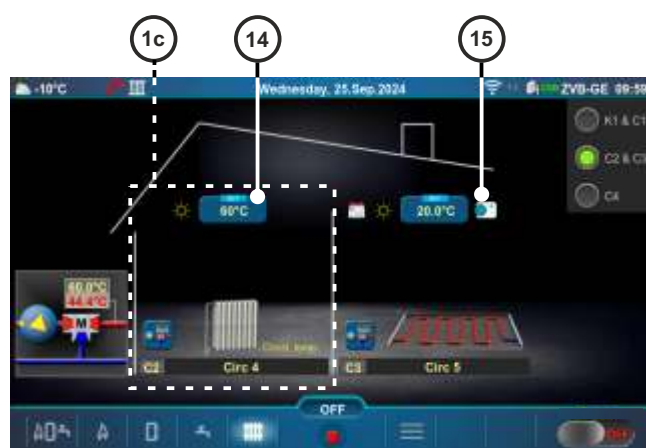 1c 14 15
-10°C Wednesday, 25.Sep.2024 ZVB-GE 09:59
K1 & C1
C2 & C3
C4
60°C 20.0°C
60.0°C
44.4°C
M
C2 Circ 4 C3 Circ 5
OFF
OFF